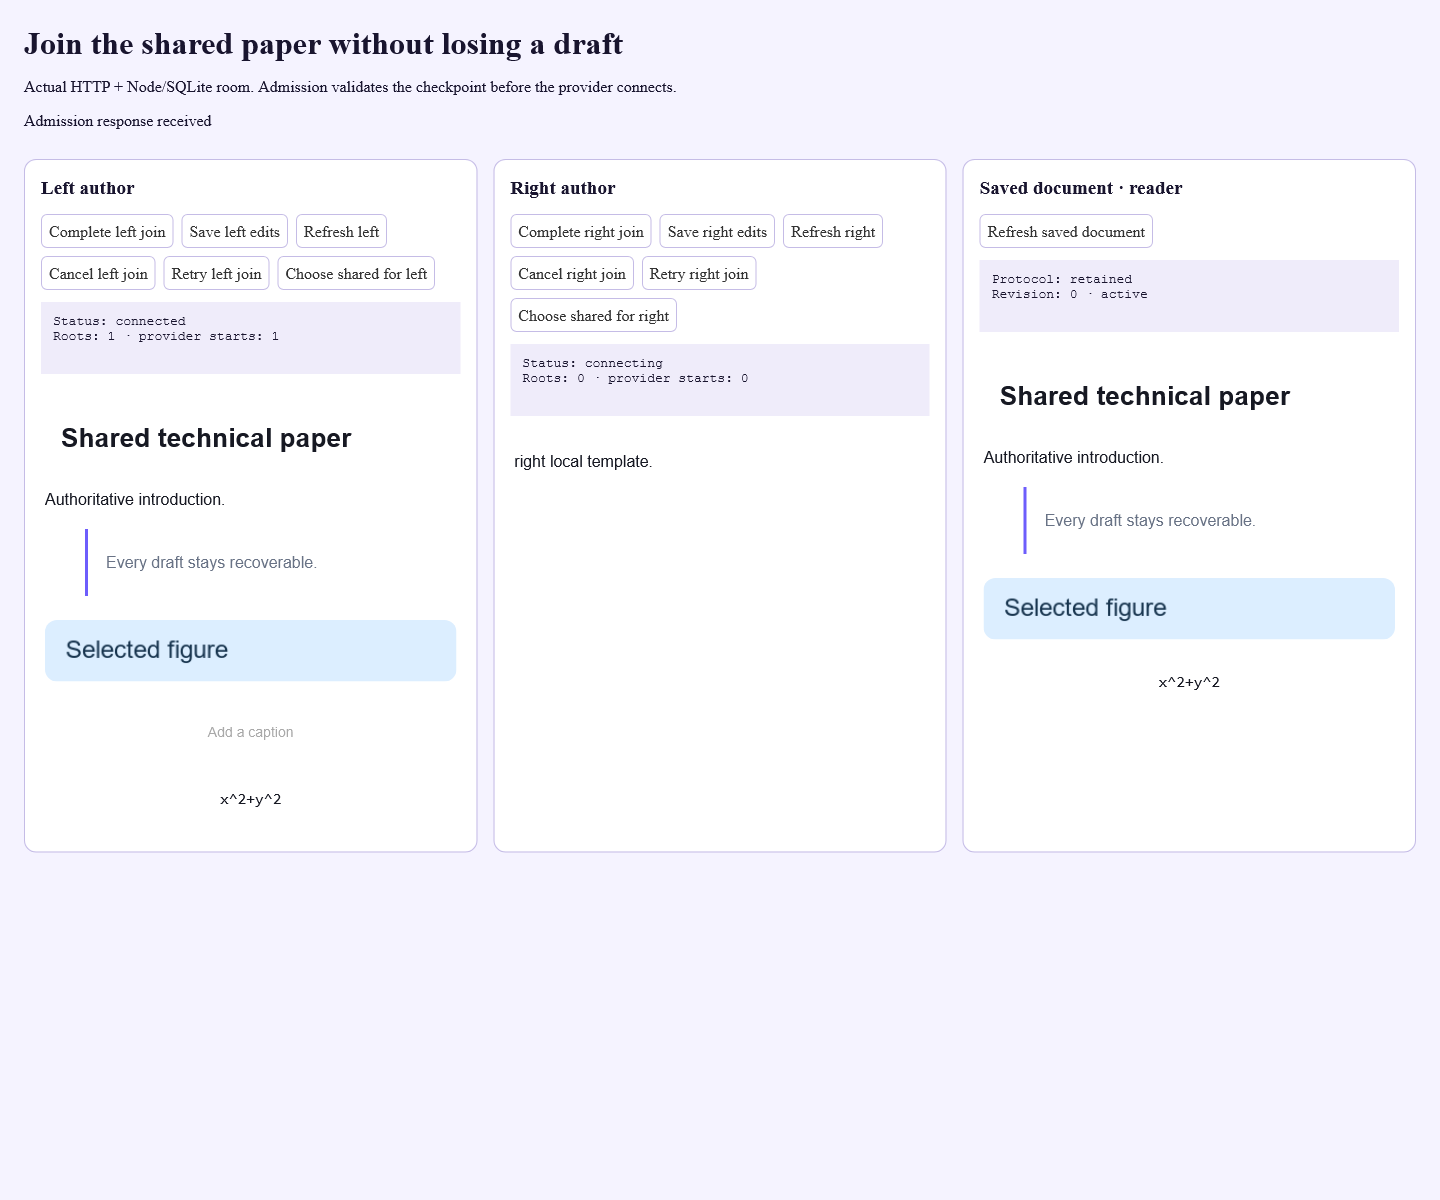 Join the shared paper without losing a draft
Actual HTTP + Node/SQLite room. Admission validates the checkpoint before the provider connects.
Admission response received
Left author
Complete left join
Save left edits
Refresh left
Cancel left join
Retry left join
Choose shared for left
Status: connected
Roots: 1 · provider starts: 1
Shared technical paper
Authoritative introduction.
Every draft stays recoverable.
Selected figure
Add a caption
x^2+y^2
Right author
Complete right join
Save right edits
Refresh right
Cancel right join
Retry right join
Choose shared for right
Status: connecting
Roots: 0 · provider starts: 0
right local template.
Saved document · reader
Refresh saved document
Protocol: retained
Revision: 0 · active
Shared technical paper
Authoritative introduction.
Every draft stays recoverable.
Selected figure
x^2+y^2